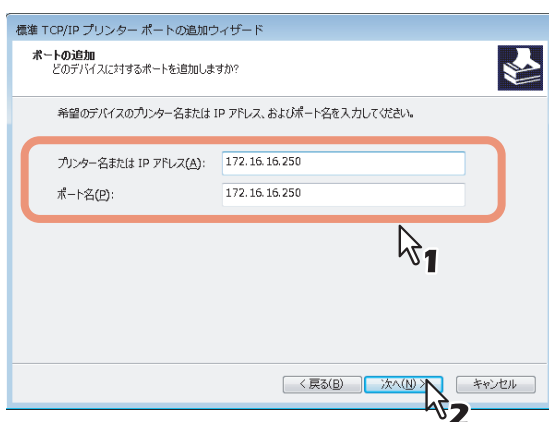 標準 TCP/IP プリンター ポートの追加ウィザード
ポートの追加
どのデバイスに対するポートを追加しますか?
希望のデバイスのプリンター名または IP アドレス、およびポート名を入力してください。
プリンター名または IP アドレス(A): 172.16.16.250
ポート名(P): 172.16.16.250
1
< 戻る(B) 次へ(N) > キャンセル
2